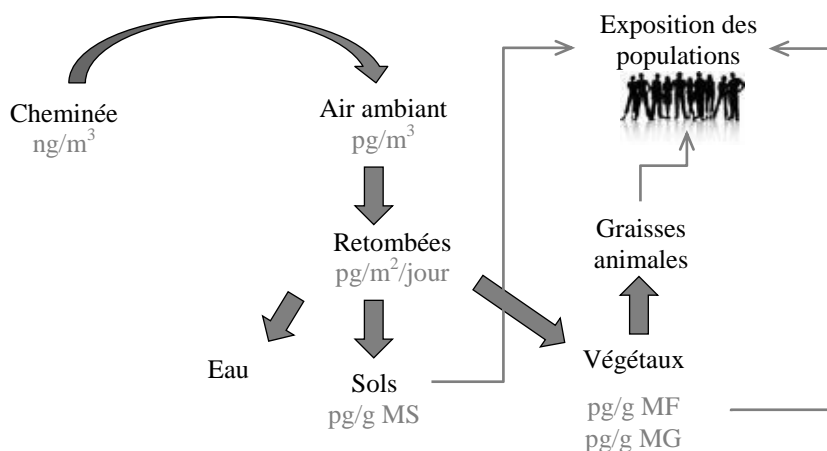 Exposition des
populations
Cheminée
ng/m³
Air ambiant
pg/m³
Retombées
pg/m²/jour
Graisses
animales
Eau
Sols
pg/g MS
Végétaux
pg/g MF
pg/g MG